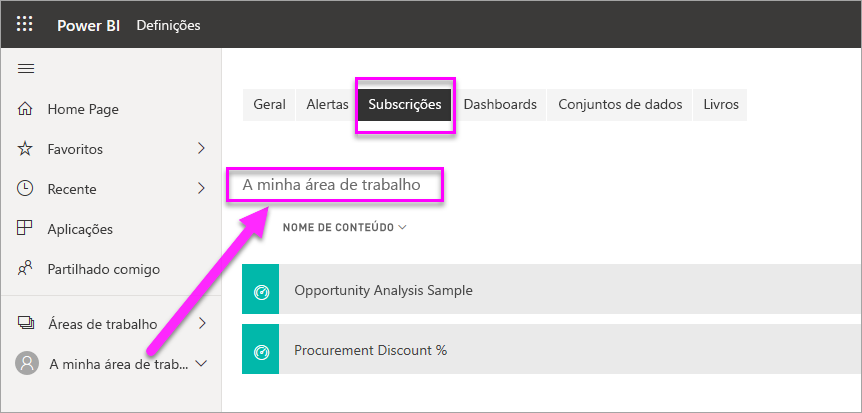 Power BI Definições
Home Page
Favoritos
Recente
Aplicações
Partilhado comigo
Áreas de trabalho
A minha área de trab...
Geral Alertas Subscrições Dashboards Conjuntos de dados Livros
A minha área de trabalho
NOME DE CONTEÚDO
Opportunity Analysis Sample
Procurement Discount %